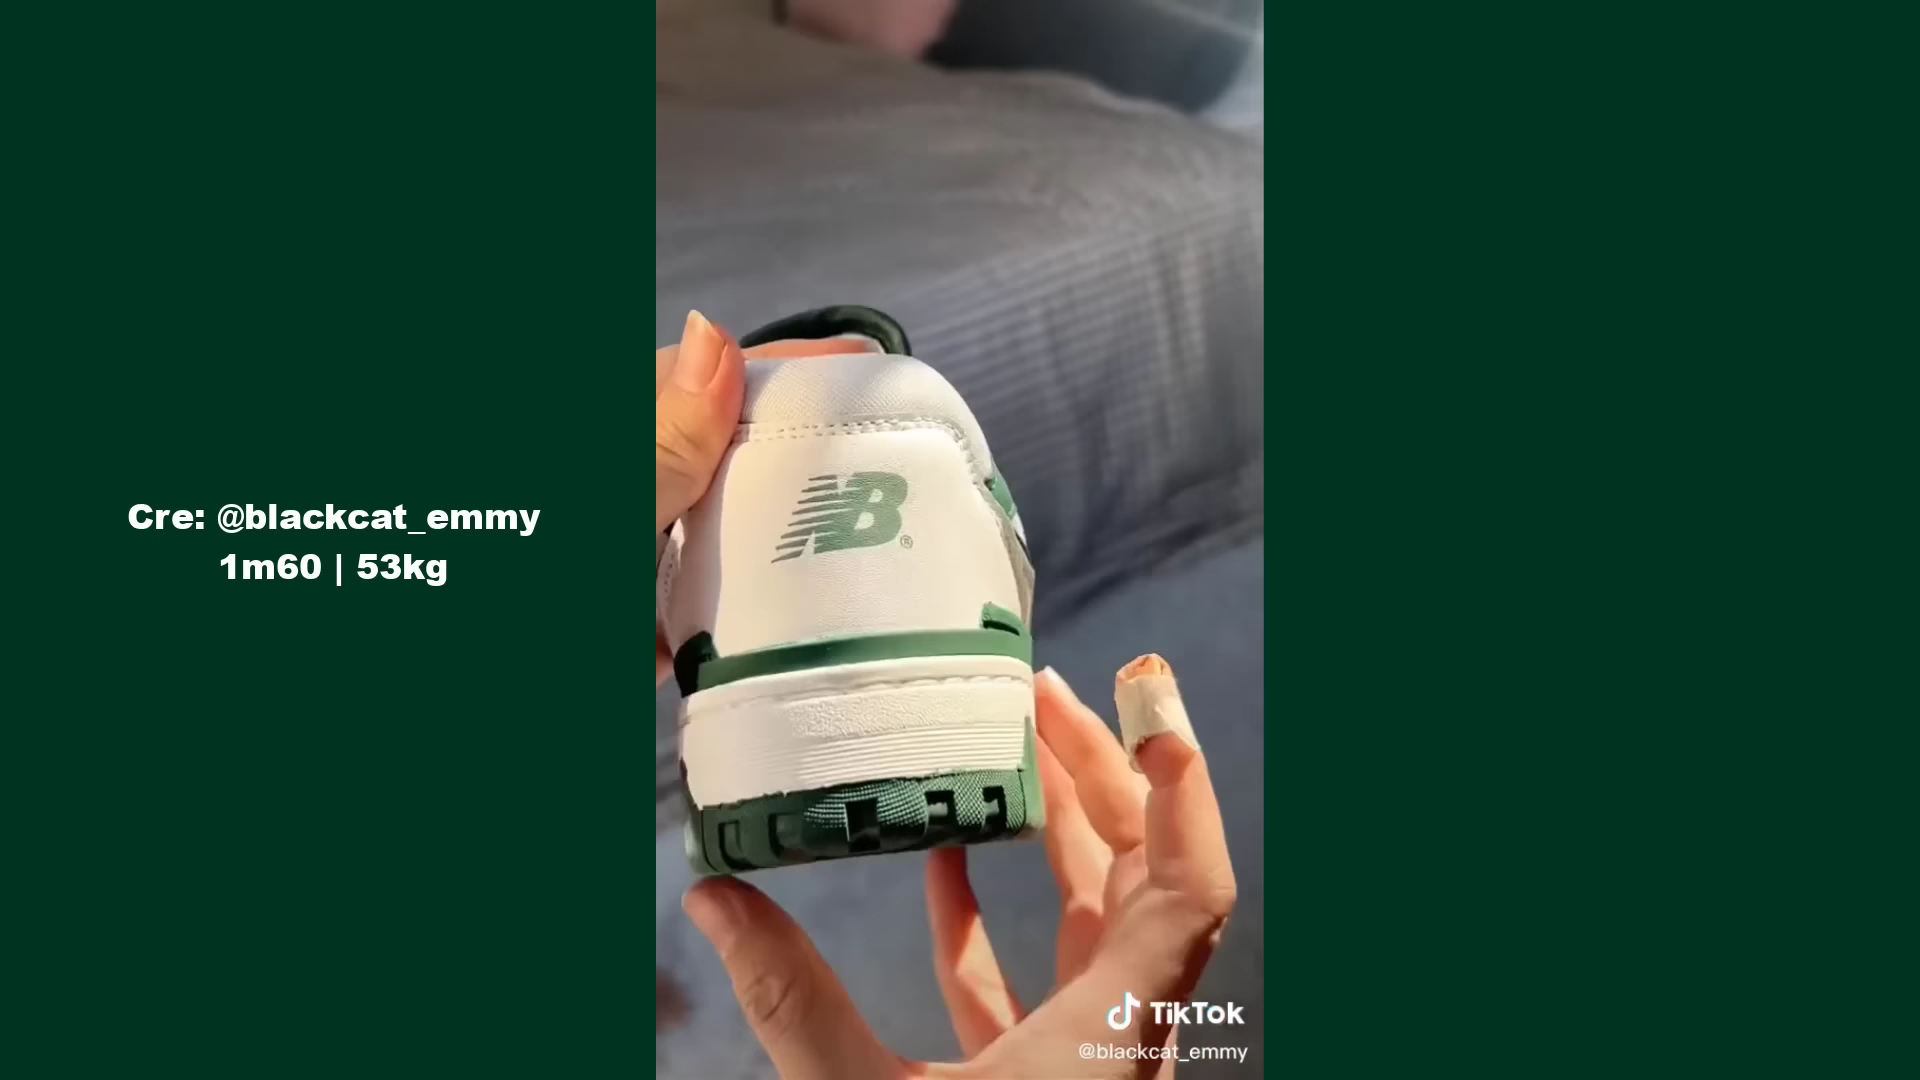 Cre: @blackcat_emmy
1m60 | 53kg
NB
®
TikTok
@blackcat_emmy